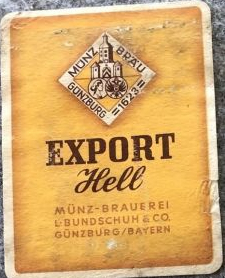 MÜNZ BRÄU
GÜNZBURG =1623=
EXPORT
Hell
MÜNZ-BRAUEREI
L·BUNDSCHUH & CO.
GÜNZBURG/BAYERN